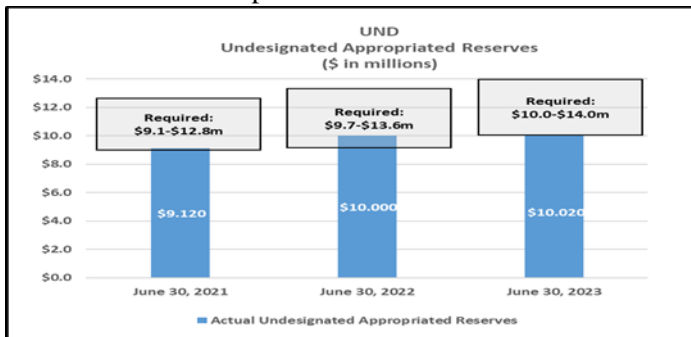 UND
Undesignated Appropriated Reserves
($ in millions)
$14.0
$12.0
$10.0
$8.0
$6.0
$4.0
$2.0
$0.0
Required:
$9.1-$12.8m
Required:
$9.7-$13.6m
Required:
$10.0-$14.0m
$9.120
$10.000
$10.020
June 30, 2021
June 30, 2022
June 30, 2023
Actual Undesignated Appropriated Reserves